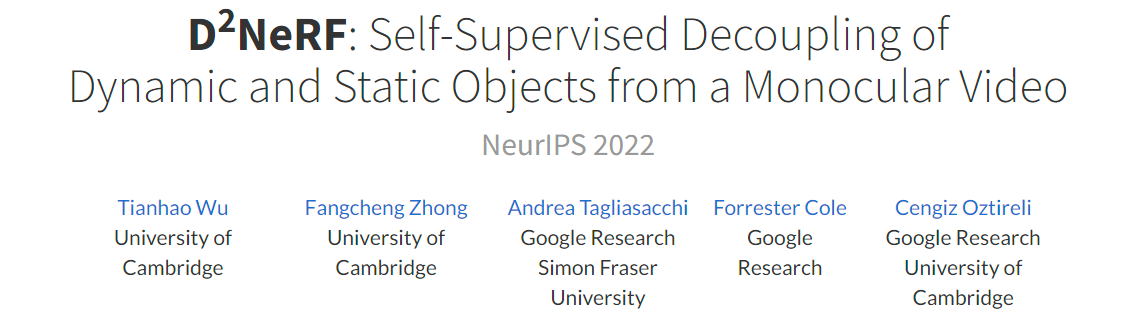 D²NeRF: Self-Supervised Decoupling of
Dynamic and Static Objects from a Monocular Video
NeurIPS 2022
Tianhao Wu
University of
Cambridge
Fangcheng Zhong
University of
Cambridge
Andrea Tagliasacchi
Google Research
Simon Fraser
University
Forrester Cole
Google
Research
Cengiz Oztireli
Google Research
University of
Cambridge